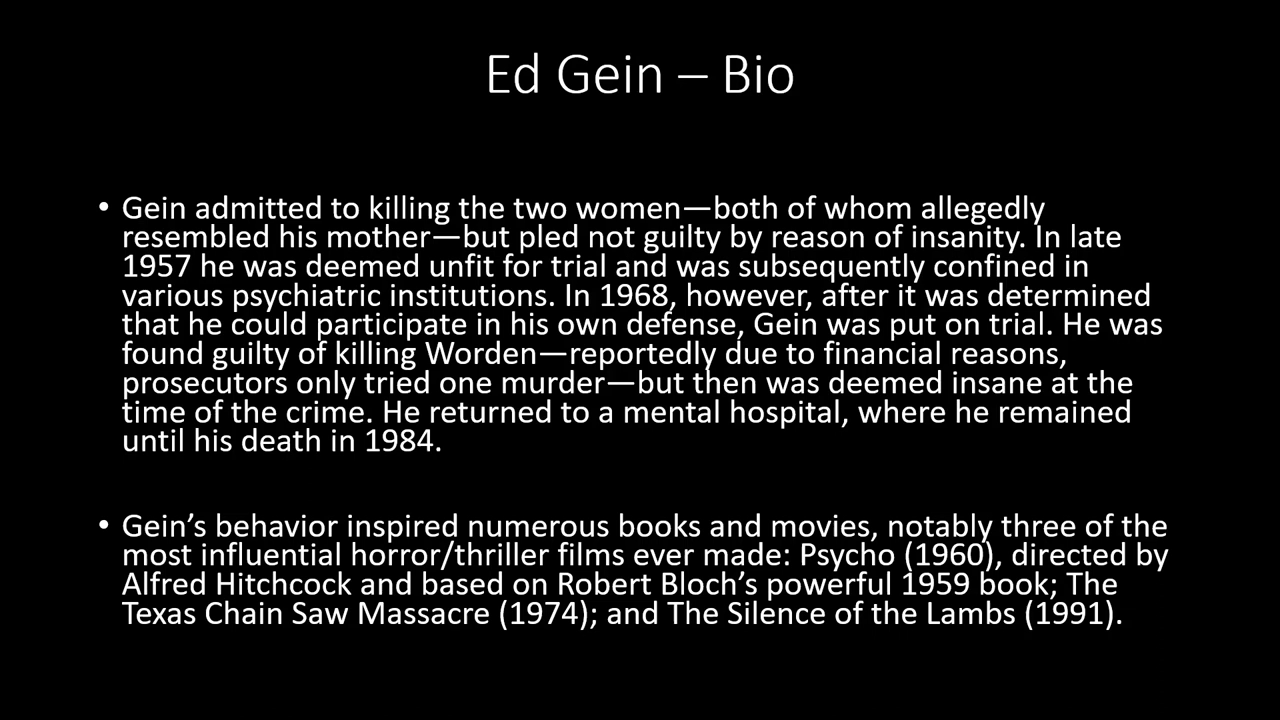 Ed Gein – Bio
• Gein admitted to killing the two women—both of whom allegedly
resembled his mother—but pled not guilty by reason of insanity. In late
1957 he was deemed unfit for trial and was subsequently confined in
various psychiatric institutions. In 1968, however, after it was determined
that he could participate in his own defense, Gein was put on trial. He was
found guilty of killing Worden—reportedly due to financial reasons,
prosecutors only tried one murder—but then was deemed insane at the
time of the crime. He returned to a mental hospital, where he remained
until his death in 1984.
• Gein’s behavior inspired numerous books and movies, notably three of the
most influential horror/thriller films ever made: Psycho (1960), directed by
Alfred Hitchcock and based on Robert Bloch’s powerful 1959 book; The
Texas Chain Saw Massacre (1974); and The Silence of the Lambs (1991).